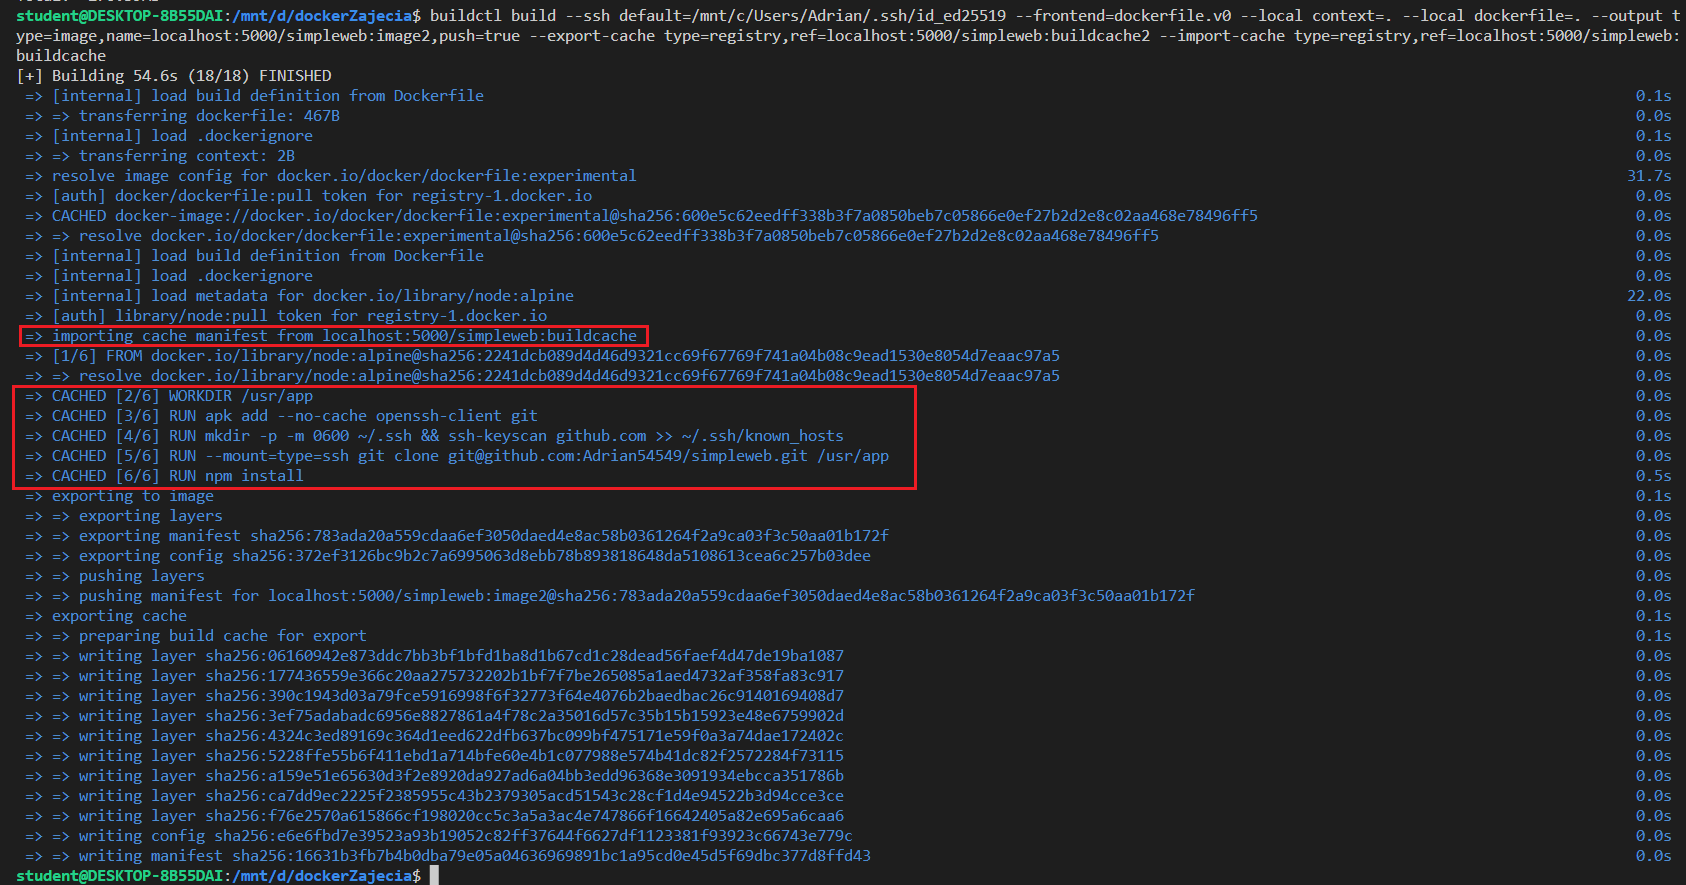 student@DESKTOP-8B55DAI:/mnt/d/dockerZajecia$ buildctl build --ssh default=/mnt/c/Users/Adrian/.ssh/id_ed25519 --frontend=dockerfile.v0 --local context=. --local dockerfile=. --output t
ype=image,name=localhost:5000/simpleweb:image2,push=true --export-cache type=registry,ref=localhost:5000/simpleweb:buildcache2 --import-cache type=registry,ref=localhost:5000/simpleweb:
buildcache
[+] Building 54.6s (18/18) FINISHED
=> [internal] load build definition from Dockerfile 0.1s
=> => transferring dockerfile: 467B 0.0s
=> [internal] load .dockerignore 0.1s
=> => transferring context: 2B 0.0s
=> resolve image config for docker.io/docker/dockerfile:experimental 31.7s
=> [auth] docker/dockerfile:pull token for registry-1.docker.io 0.0s
=> CACHED docker-image://docker.io/docker/dockerfile:experimental@sha256:600e5c62eedff338b3f7a0850beb7c05866e0ef27b2d2e8c02aa468e78496ff5 0.0s
=> => resolve docker.io/docker/dockerfile:experimental@sha256:600e5c62eedff338b3f7a0850beb7c05866e0ef27b2d2e8c02aa468e78496ff5 0.0s
=> [internal] load build definition from Dockerfile 0.0s
=> [internal] load .dockerignore 0.0s
=> [internal] load metadata for docker.io/library/node:alpine 22.0s
=> [auth] library/node:pull token for registry-1.docker.io 0.0s
=> importing cache manifest from localhost:5000/simpleweb:buildcache 0.0s
=> [1/6] FROM docker.io/library/node:alpine@sha256:2241dcb089d4d46d9321cc69f67769f741a04b08c9ead1530e8054d7eaac97a5 0.0s
=> => resolve docker.io/library/node:alpine@sha256:2241dcb089d4d46d9321cc69f67769f741a04b08c9ead1530e8054d7eaac97a5 0.0s
=> CACHED [2/6] WORKDIR /usr/app 0.0s
=> CACHED [3/6] RUN apk add --no-cache openssh-client git 0.0s
=> CACHED [4/6] RUN mkdir -p -m 0600 ~/.ssh && ssh-keyscan github.com >> ~/.ssh/known_hosts 0.0s
=> CACHED [5/6] RUN --mount=type=ssh git clone git@github.com:Adrian54549/simpleweb.git /usr/app 0.0s
=> CACHED [6/6] RUN npm install 0.5s
=> exporting to image 0.1s
=> => exporting layers 0.0s
=> => exporting manifest sha256:783ada20a559cdaa6ef3050daed4e8ac58b0361264f2a9ca03f3c50aa01b172f 0.0s
=> => exporting config sha256:372ef3126bc9b2c7a6995063d8ebb78b893818648da5108613cea6c257b03dee 0.0s
=> => pushing layers 0.0s
=> => pushing manifest for localhost:5000/simpleweb:image2@sha256:783ada20a559cdaa6ef3050daed4e8ac58b0361264f2a9ca03f3c50aa01b172f 0.0s
=> exporting cache 0.1s
=> => preparing build cache for export 0.1s
=> => writing layer sha256:06160942e873ddc7bb3bf1bfd1ba8d1b67cd1c28dead56faef4d47de19ba1087 0.0s
=> => writing layer sha256:177436559e366c20aa275732202b1bf7f7be265085a1aed4732af358fa83c917 0.0s
=> => writing layer sha256:390c1943d03a79fce5916998f6f32773f64e4076b2baedbac26c9140169408d7 0.0s
=> => writing layer sha256:3ef75adabadc6956e8827861a4f78c2a35016d57c35b15b15923e48e6759902d 0.0s
=> => writing layer sha256:4324c3ed89169c364d1eed622dfb637bc099bf475171e59f0a3a74dae172402c 0.0s
=> => writing layer sha256:5228ffe55b6f411ebd1a714bfe60e4b1c077988e574b41dc82f2572284f73115 0.0s
=> => writing layer sha256:a159e51e65630d3f2e8920da927ad6a04bb3edd96368e3091934ebcca351786b 0.0s
=> => writing layer sha256:ca7dd9ec2225f2385955c43b2379305acd51543c28cf1d4e94522b3d94cce3ce 0.0s
=> => writing layer sha256:f76e2570a615866cf198020cc5c3a5a3ac4e747866f16642405a82e695a6caa6 0.0s
=> => writing config sha256:e6e6fbd7e39523a93b19052c82ff37644f6627df1123381f93923c66743e779c 0.0s
=> => writing manifest sha256:16631b3fb7b4b0dba79e05a04636969891bc1a95cd0e45d5f69dbc377d8ffd43 0.0s
student@DESKTOP-8B55DAI:/mnt/d/dockerZajecia$